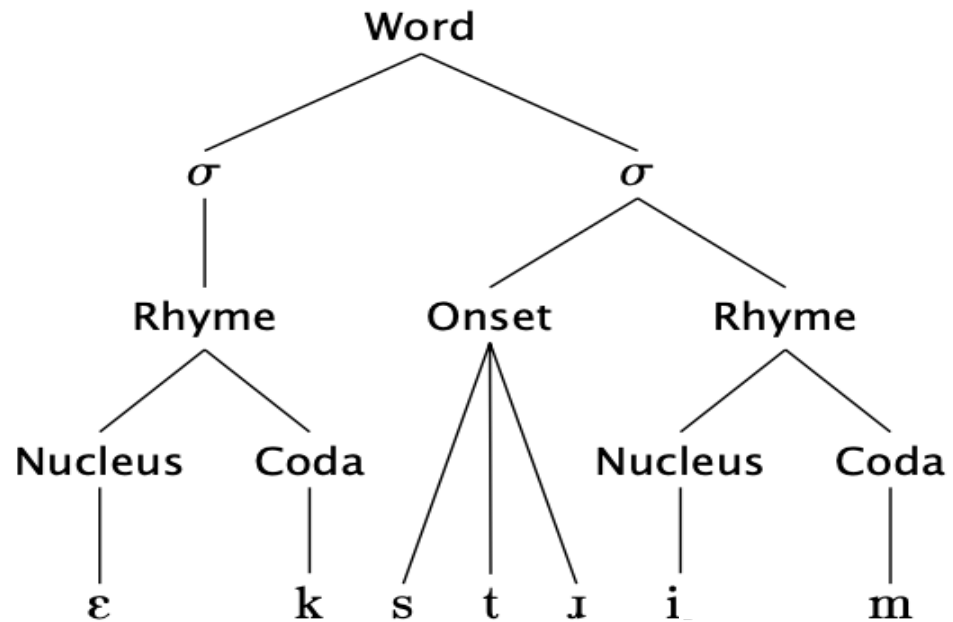 Word
σ σ
Rhyme Onset Rhyme
Nucleus Coda Nucleus Coda
ɛ k s t ɹ i m